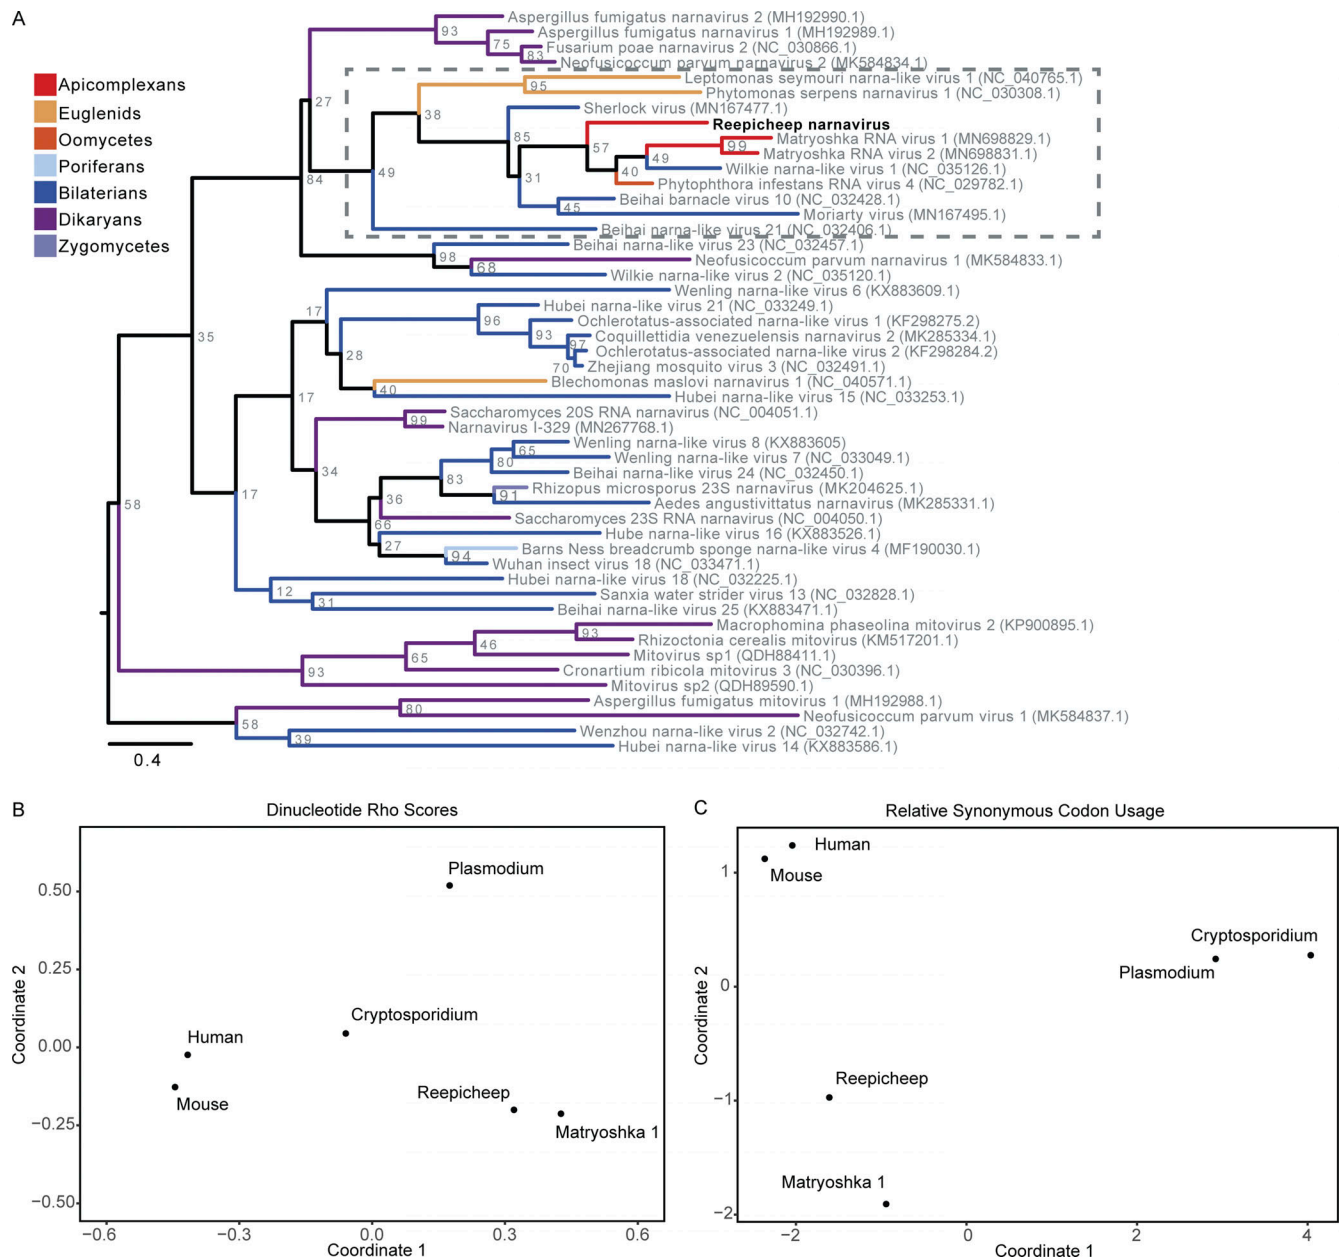 A
Apicomplexans
Euglenids
Oomycetes
Poriferans
Bilaterians
Dikaryans
Zygomycetes
Aspergillus fumigatus narnavirus 2 (MH192990.1)
93
Aspergillus fumigatus narnavirus 1 (MH192989.1)
75
Fusarium poae narnavirus 2 (NC_030866.1)
83
Neofusicoccum parvum narnavirus 2 (MK584834.1)
27
Leptomonas seymouri narna-like virus 1 (NC_040765.1)
95
Phytomonas serpens narnavirus 1 (NC_030308.1)
38
Sherlock virus (MN167477.1)
85
Reepicheep narnavirus
57
Matryoshka RNA virus 1 (MN698829.1)
99
Matryoshka RNA virus 2 (MN698831.1)
49
Wilkie narna-like virus 1 (NC_035126.1)
40
Phytophthora infestans RNA virus 4 (NC_029782.1)
49
31
84
Beihai barnacle virus 10 (NC_032428.1)
45
Moriarty virus (MN167495.1)
Beihai narna-like virus 21 (NC_032406.1)
Beihai narna-like virus 23 (NC_032457.1)
98
Neofusicoccum parvum narnavirus 1 (MK584833.1)
68
Wilkie narna-like virus 2 (NC_035120.1)
Wenling narna-like virus 6 (KX883609.1)
17
Hubei narna-like virus 21 (NC_033249.1)
96
Ochlerotatus-associated narna-like virus 1 (KF298275.2)
93
Coquillettidia venezuelensis narnavirus 2 (MK285334.1)
97
Ochlerotatus-associated narna-like virus 2 (KF298284.2)
70
Zhejiang mosquito virus 3 (NC_032491.1)
35
28
Blechomonas maslovi narnavirus 1 (NC_040571.1)
40
Hubei narna-like virus 15 (NC_033253.1)
17
Saccharomyces 20S RNA narnavirus (NC_004051.1)
99
Narnavirus I-329 (MN267768.1)
34
Wenling narna-like virus 8 (KX883605)
65
Wenling narna-like virus 7 (NC_033049.1)
80
Beihai narna-like virus 24 (NC_032450.1)
83
Rhizopus microsporus 23S narnavirus (MK204625.1)
91
Aedes angustivittatus narnavirus (MK285331.1)
36
Saccharomyces 23S RNA narnavirus (NC_004050.1)
66
Hube narna-like virus 16 (KX883526.1)
27
Barns Ness breadcrumb sponge narna-like virus 4 (MF190030.1)
94
Wuhan insect virus 18 (NC_033471.1)
58
17
Hubei narna-like virus 18 (NC_032225.1)
12
Sanxia water strider virus 13 (NC_032828.1)
31
Beihai narna-like virus 25 (KX883471.1)
Macrophomina phaseolina mitovirus 2 (KP900895.1)
93
Rhizoctonia cerealis mitovirus (KM517201.1)
46
Mitovirus sp1 (QDH88411.1)
65
Cronartium ribicola mitovirus 3 (NC_030396.1)
93
Mitovirus sp2 (QDH89590.1)
Aspergillus fumigatus mitovirus 1 (MH192988.1)
80
Neofusicoccum parvum virus 1 (MK584837.1)
58
Wenzhou narna-like virus 2 (NC_032742.1)
39
Hubei narna-like virus 14 (KX883586.1)
0.4
B
Dinucleotide Rho Scores
Coordinate 2
0.50
0.25
0.00
−0.25
−0.50
Plasmodium
Cryptosporidium
Human
Mouse
Reepicheep
Matryoshka 1
−0.6
−0.3
0.0
0.3
0.6
Coordinate 1
C
Relative Synonymous Codon Usage
Coordinate 2
1
0
−1
−2
Human
Mouse
Cryptosporidium
Plasmodium
Reepicheep
Matryoshka 1
−2
0
2
4
Coordinate 1